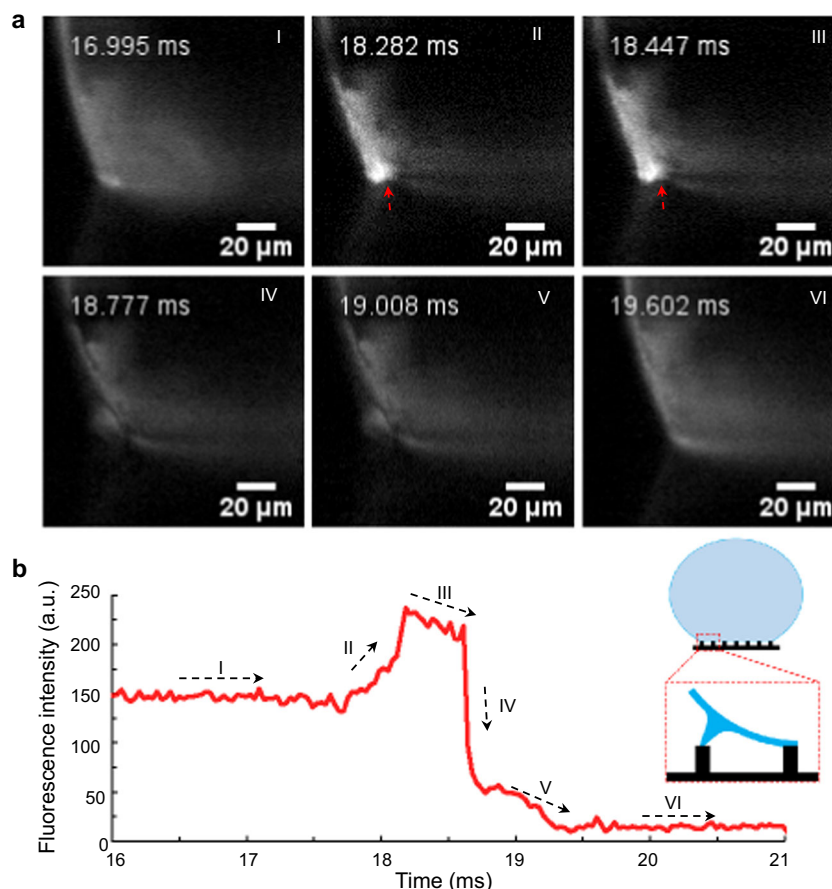 a
16.995 ms I
20 µm
18.282 ms II
20 µm
18.447 ms III
20 µm
18.777 ms IV
20 µm
19.008 ms V
20 µm
19.602 ms VI
20 µm
b
Fluorescence intensity (a.u.)
250
200
150
100
50
0
I
II
III
IV
V
VI
16 17 18 19 20 21
Time (ms)